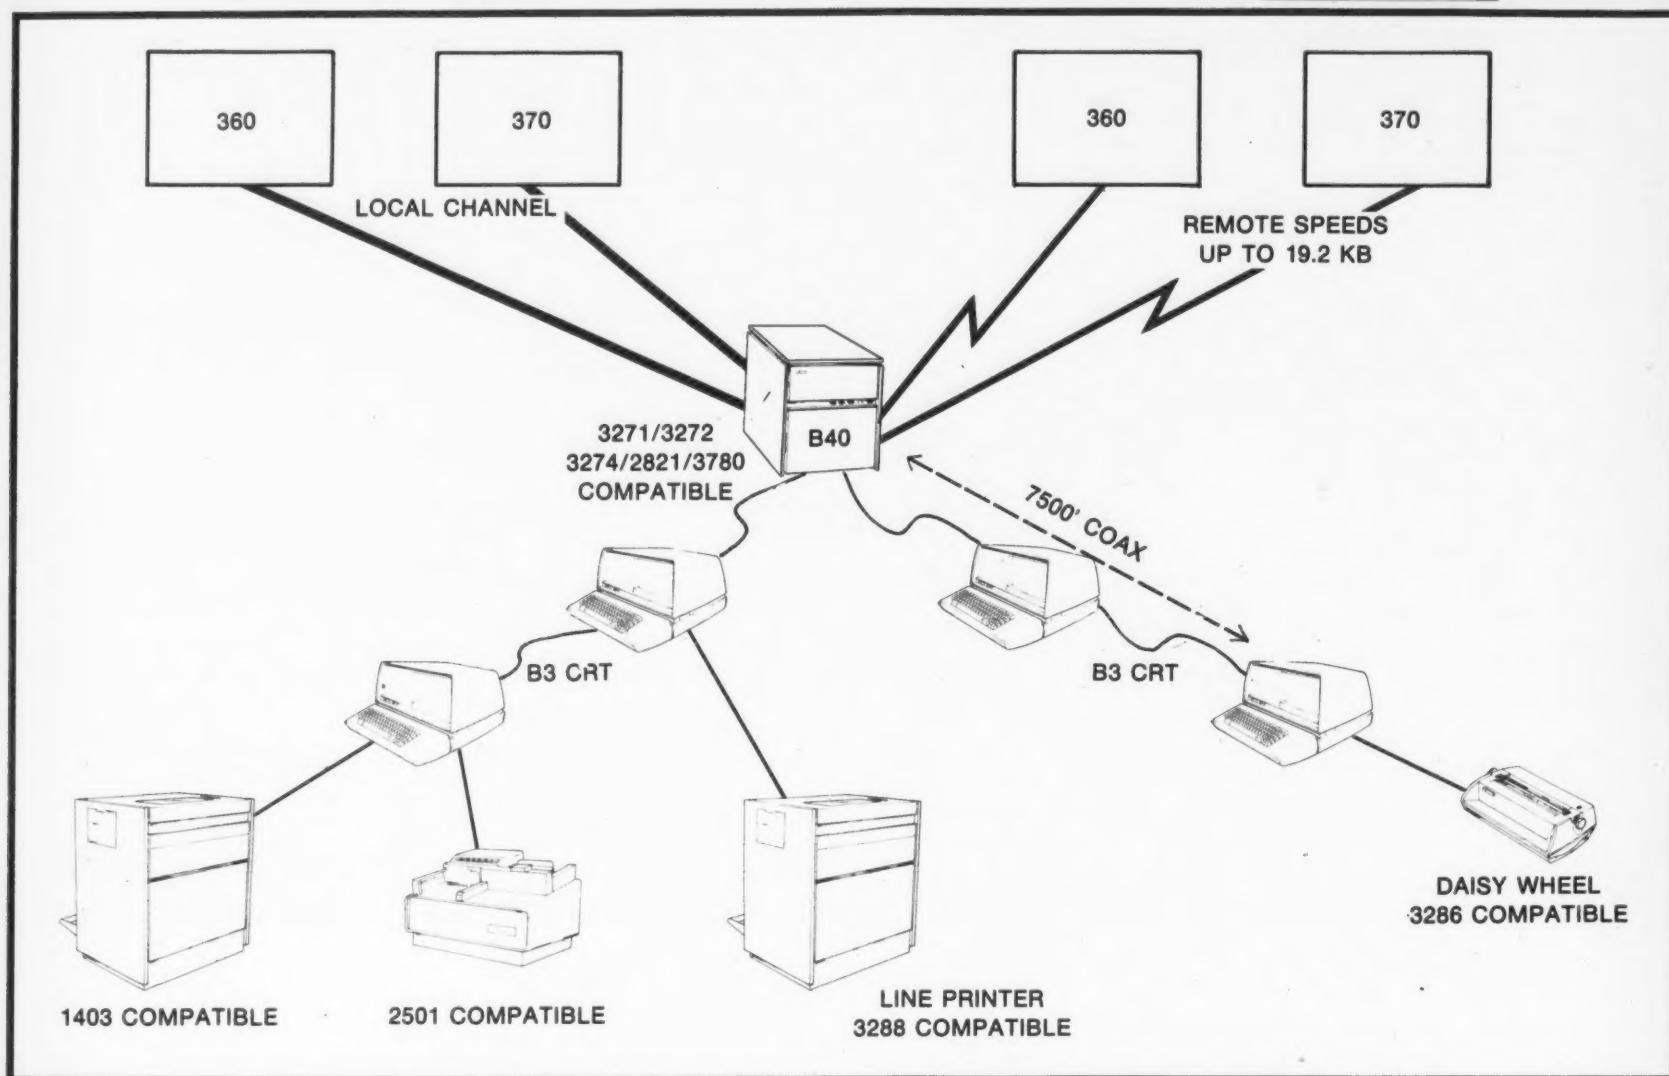 360
370
360
370
LOCAL CHANNEL
REMOTE SPEEDS
UP TO 19.2 KB
B40
3271/3272
3274/2821/3780
COMPATIBLE
7500' COAX
B3 CRT
B3 CRT
DAISY WHEEL
3286 COMPATIBLE
1403 COMPATIBLE
2501 COMPATIBLE
LINE PRINTER
3288 COMPATIBLE